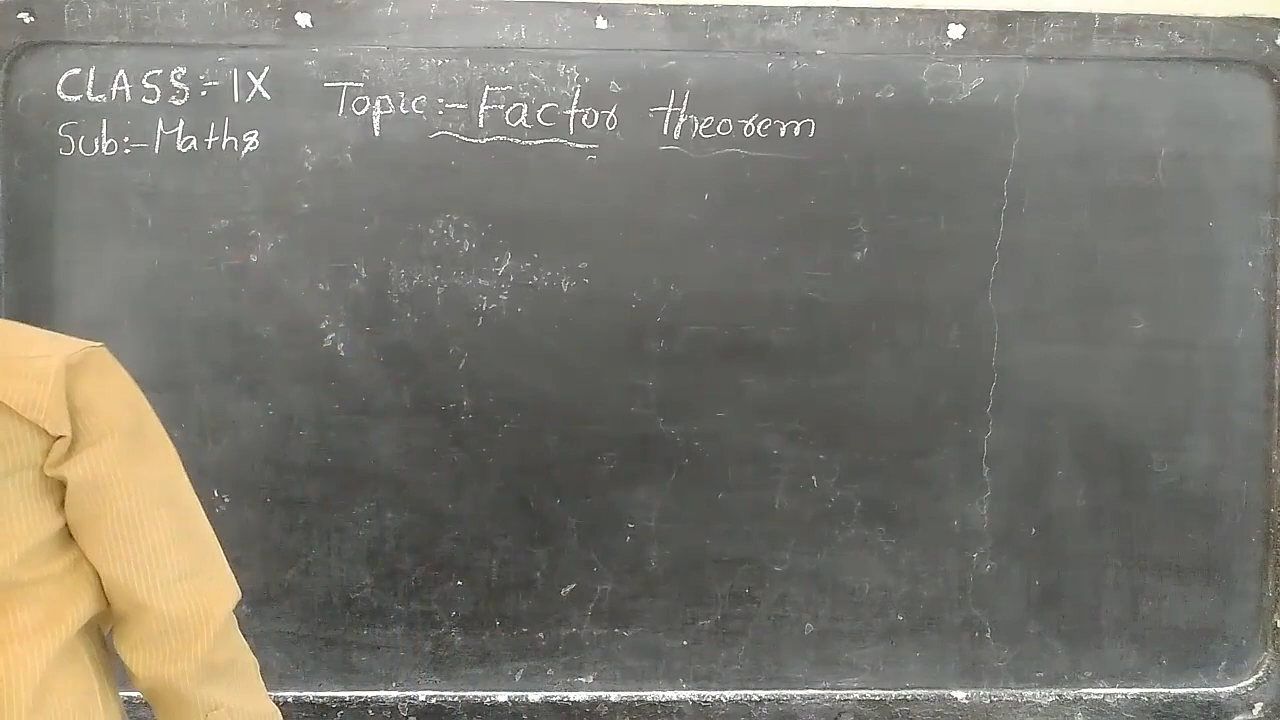 CLASS:- IX
Sub:- Maths
Topic:- Factor theorem